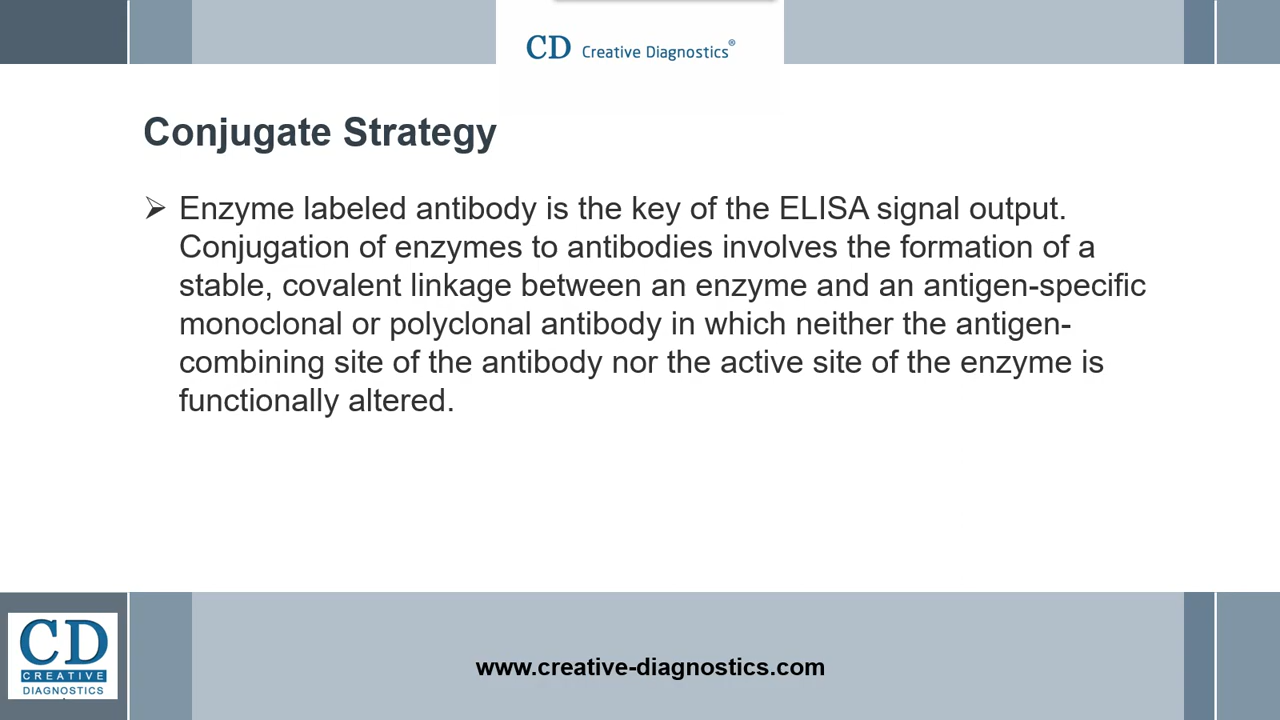 CD Creative Diagnostics®
Conjugate Strategy
➢ Enzyme labeled antibody is the key of the ELISA signal output.
Conjugation of enzymes to antibodies involves the formation of a
stable, covalent linkage between an enzyme and an antigen-specific
monoclonal or polyclonal antibody in which neither the antigen-
combining site of the antibody nor the active site of the enzyme is
functionally altered.
CD
CREATIVE
DIAGNOSTICS
www.creative-diagnostics.com